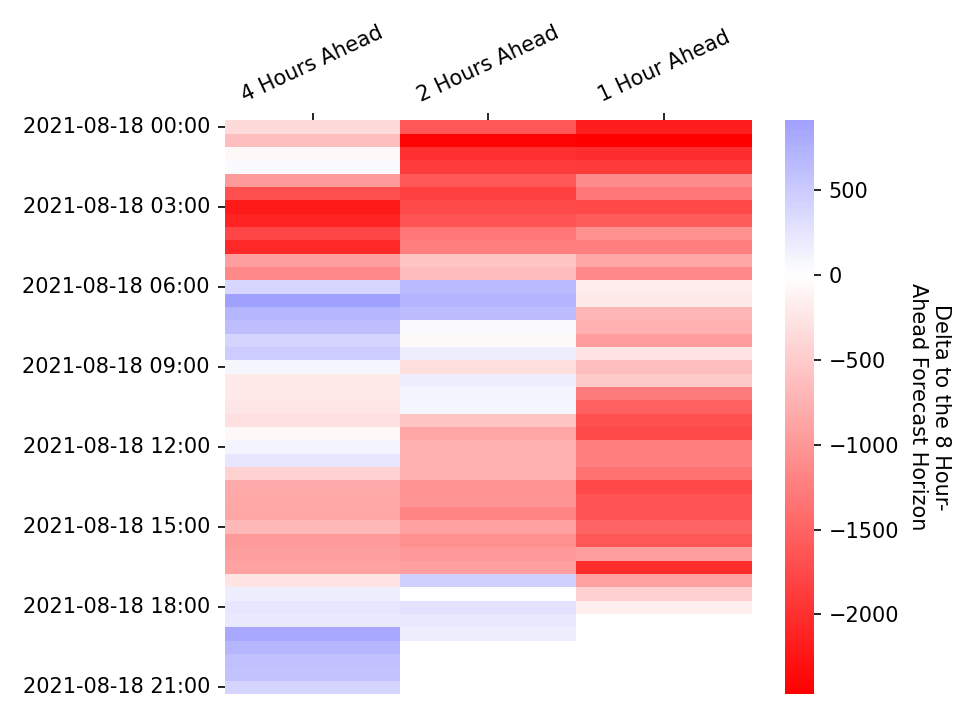 4 Hours Ahead
2 Hours Ahead
1 Hour Ahead
2021-08-18 00:00
2021-08-18 03:00
2021-08-18 06:00
2021-08-18 09:00
2021-08-18 12:00
2021-08-18 15:00
2021-08-18 18:00
2021-08-18 21:00
500
0
−500
−1000
−1500
−2000
Delta to the 8 Hour-
Ahead Forecast Horizon